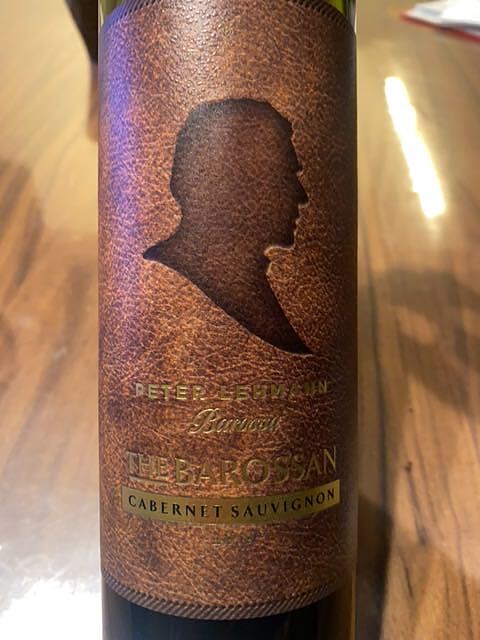 PETER LEHMANN
Barossa
THE BAROSSAN
CABERNET SAUVIGNON